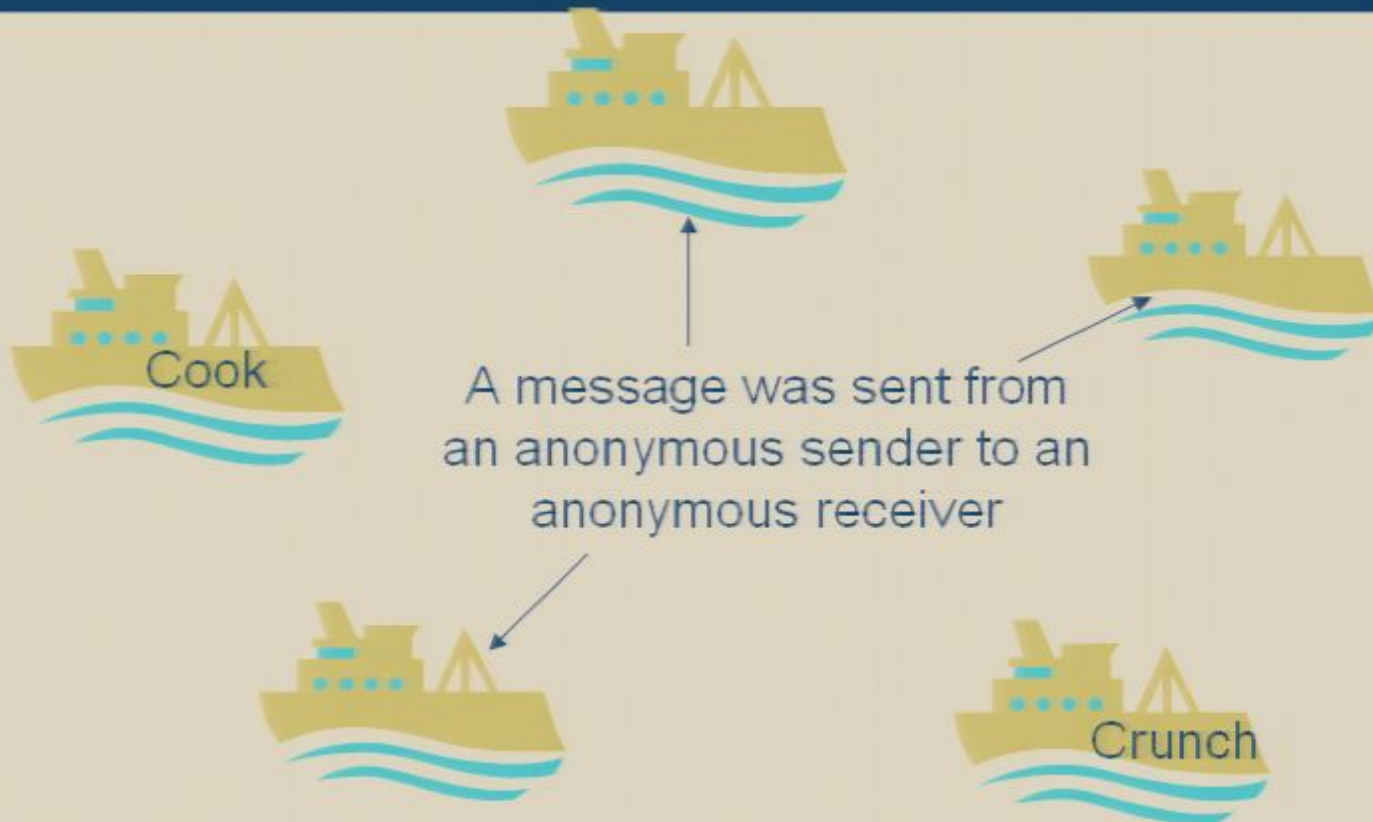 Cook
A message was sent from
an anonymous sender to an
anonymous receiver
Crunch